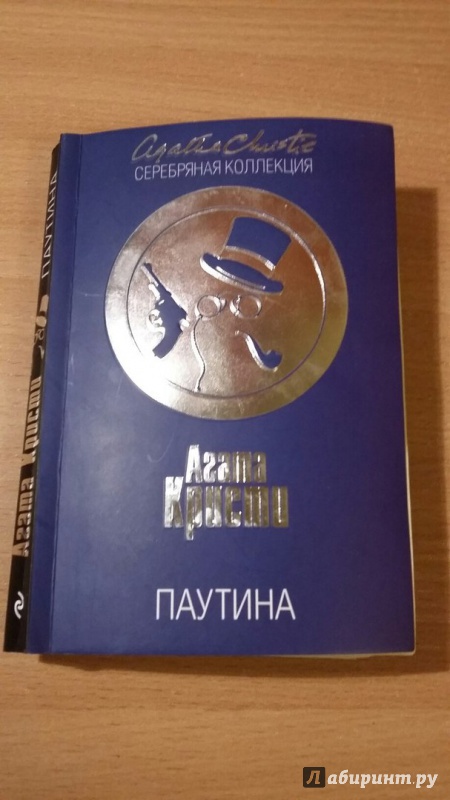 Agatha Christie
СЕРЕБРЯНАЯ КОЛЛЕКЦИЯ
Агата
Кристи
ПАУТИНА
ПАУТИНА
Агата Кристи
Лабиринт.ру